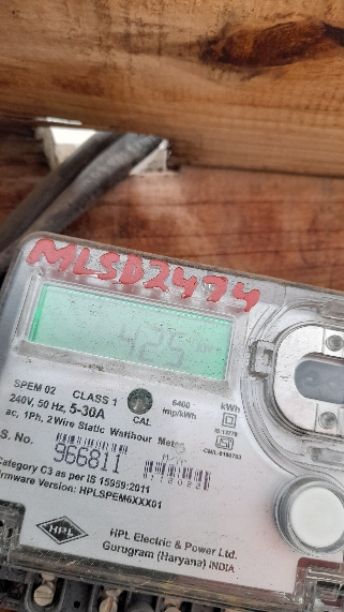 MLSD2474
425
SPEM 02 CLASS 1
240V, 50 Hz, 5-30A
CAL
6400
imp/kWh
kWh
IS 13779
ac, 1Ph, 2Wire Static Watthour Meter
S. No.
966811
Category C3 as per IS 15959:2011
Firmware Version: HPLSPEM6XXX01
HPL
HPL Electric & Power Ltd.
Gurugram (Haryana) INDIA